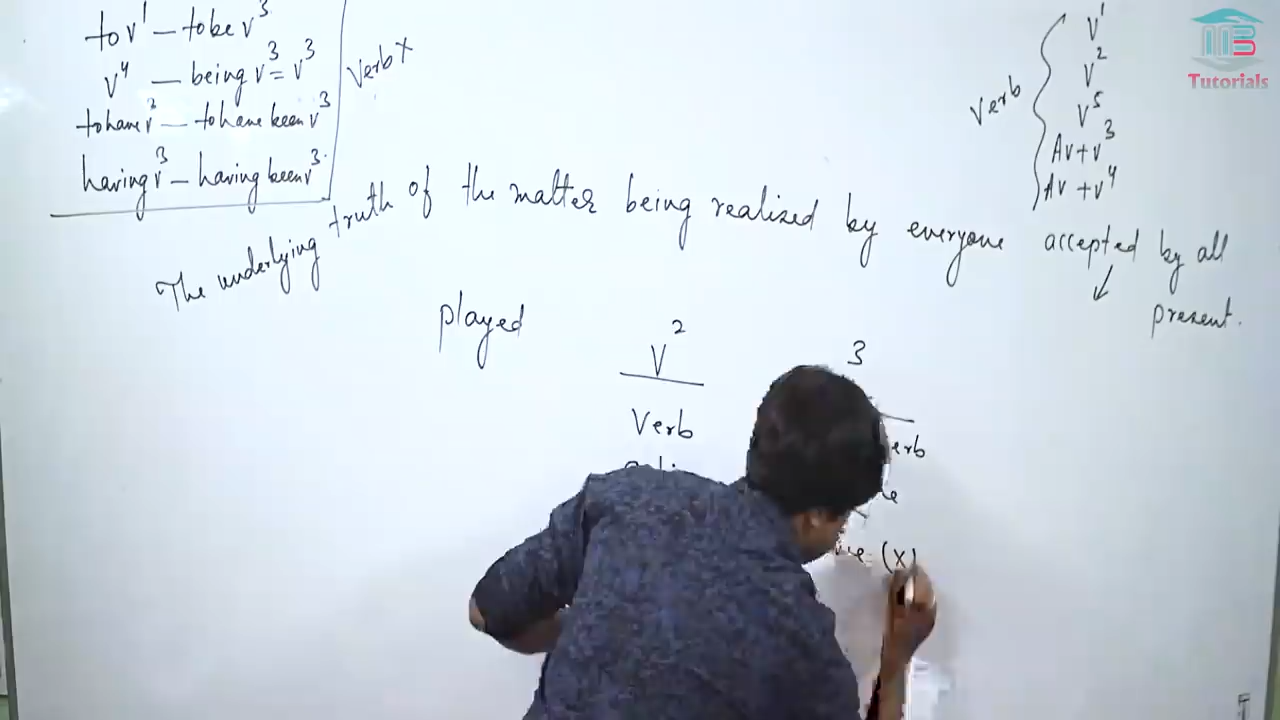 to v¹ – to be v³
v⁴ — being v³ = v³
to have v³ — to have been v³
having v³ – having been v³
Verb x
verb
v¹
v²
v⁵
Av + v³
Av + v⁴
Tutorials
The underlying truth of the matter being realized by everyone accepted by all
present.
played
v²
Verb
3
erb
(x)